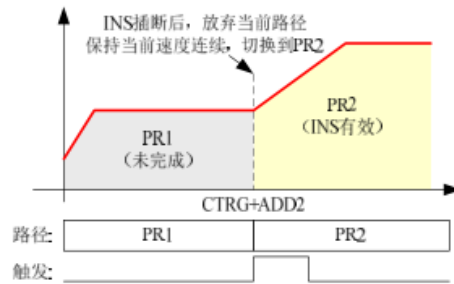 INS插断后，放弃当前路径
保持当前速度连续，切换到PR2
PR1
（未完成）
PR2
（INS有效）
CTRG+ADD2
路径:
PR1
PR2
触发: